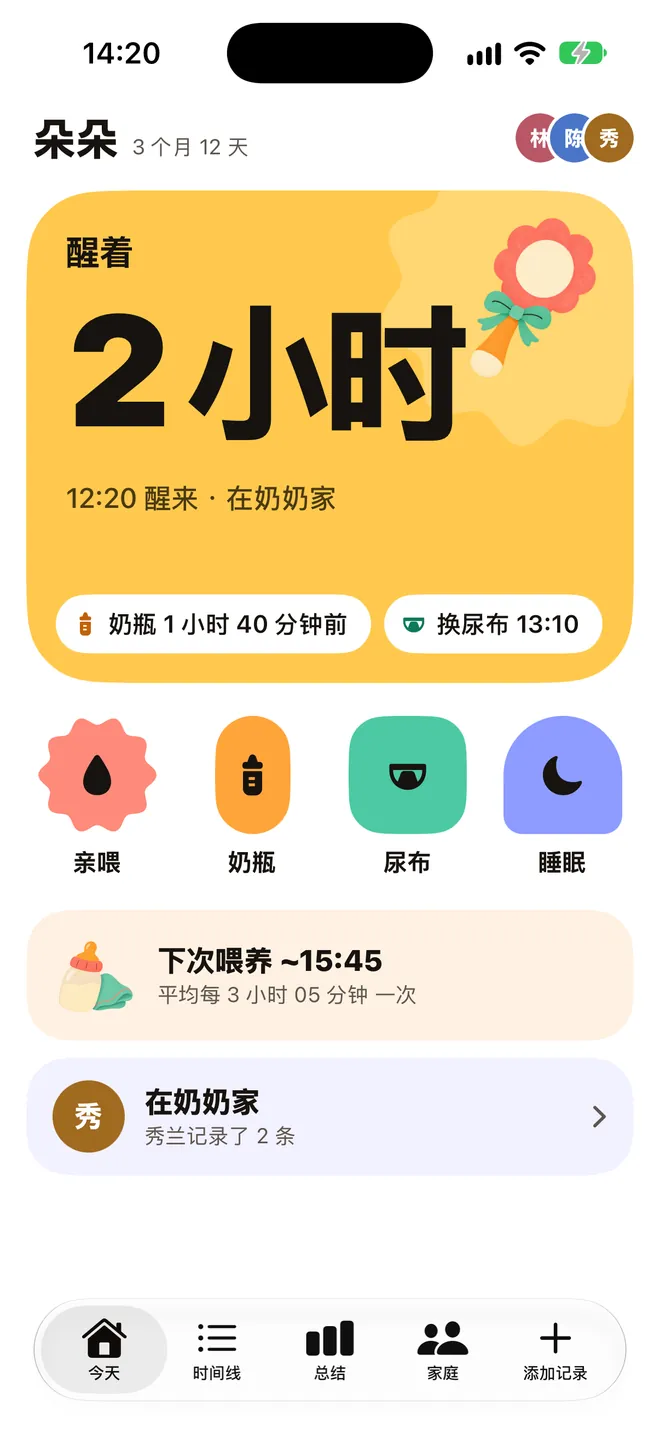 14:20
朵朵 3 个月 12 天
林 陈 秀
醒着
2 小时
12:20 醒来 · 在奶奶家
奶瓶 1 小时 40 分钟前
换尿布 13:10
亲喂 奶瓶 尿布 睡眠
下次喂养 ~15:45
平均每 3 小时 05 分钟 一次
秀
在奶奶家
秀兰记录了 2 条
今天 时间线 总结 家庭 添加记录